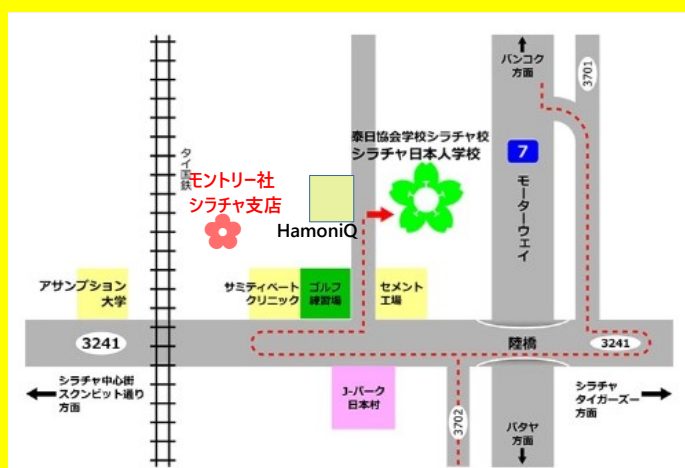 バンコク
方面
3701
泰日協会学校シラチャ校
シラチャ日本人学校
7
モーターウェイ
タイ国鉄
モントリー社
シラチャ支店
HamoniQ
アサンプション
大学
サミティベート
クリニック
ゴルフ
練習場
セメント
工場
3241
陸橋
3241
シラチャ中心街
スクンビット通り
方面
J-パーク
日本村
3702
シラチャ
タイガーズー
方面
パタヤ
方面